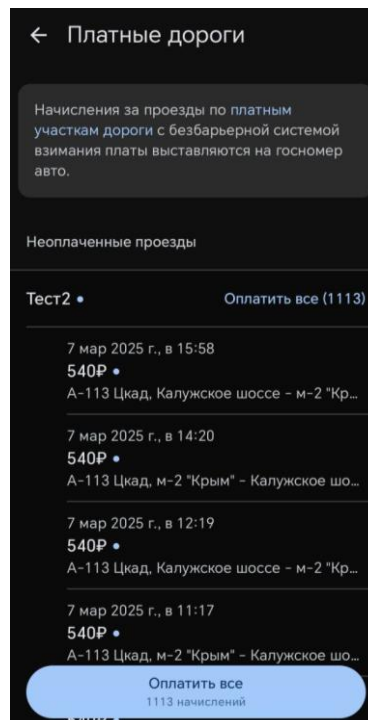 ← Платные дороги
Начисления за проезды по платным
участкам дороги с безбарьерной системой
взимания платы выставляются на госномер
авто.
Неоплаченные проезды
Тест2 • Оплатить все (1113)
7 мар 2025 г., в 15:58
540₽ •
А-113 Цкад, Калужское шоссе - м-2 "Кр...
7 мар 2025 г., в 14:20
540₽ •
А-113 Цкад, м-2 "Крым" - Калужское шо...
7 мар 2025 г., в 12:19
540₽ •
А-113 Цкад, Калужское шоссе - м-2 "Кр...
7 мар 2025 г., в 11:17
540₽ •
А-113 Цкад, м-2 "Крым" - Калужское шо...
Оплатить все
1113 начислений